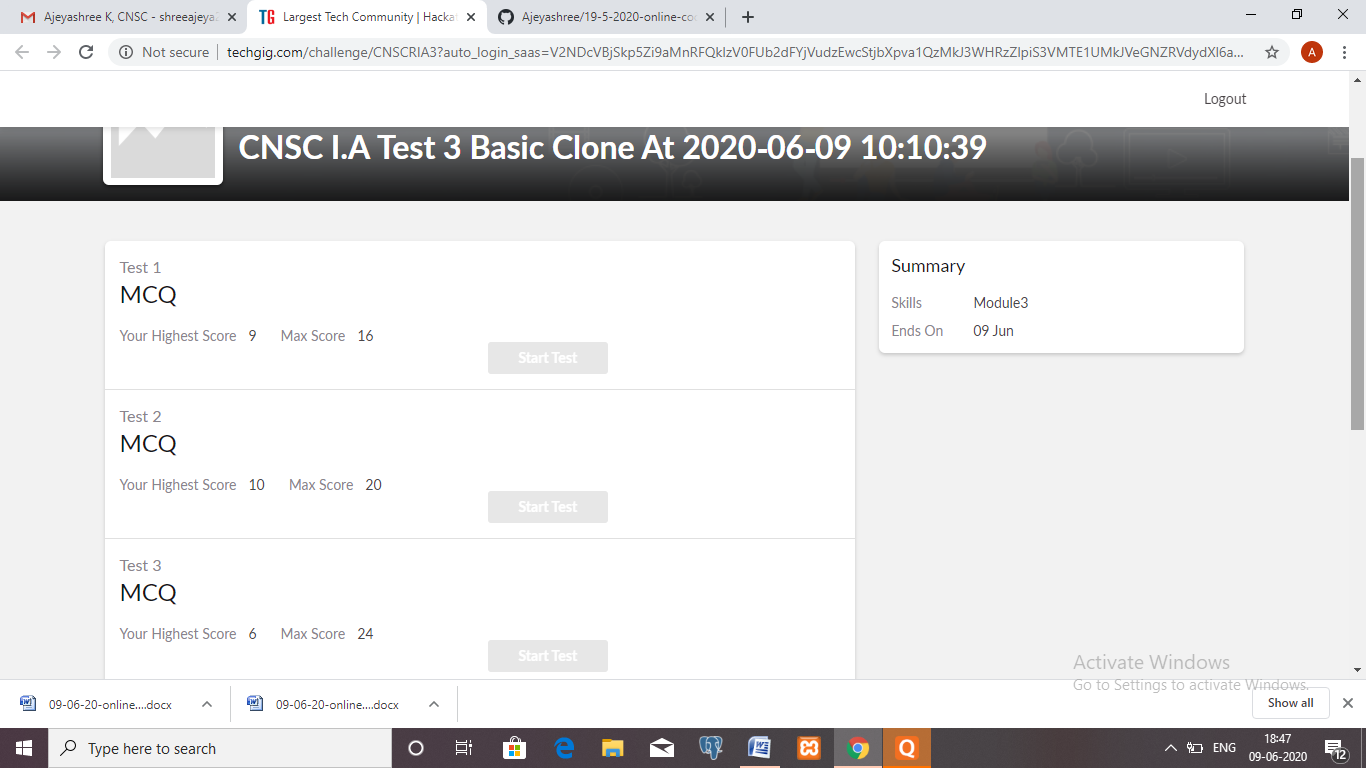 Ajeyashree K, CNSC - shreeajeya
Largest Tech Community | Hacka
Ajeyashree/19-5-2020-online-co
Not secure
techgig.com/challenge/CNSCRIA3?auto_login_saas=
Logout
CNSC I.A Test 3 Basic Clone At 2020-06-09 10:10:39
Test 1
MCQ
Your Highest Score 9 Max Score 16
Start Test
Test 2
MCQ
Your Highest Score 10 Max Score 20
Start Test
Test 3
MCQ
Your Highest Score 6 Max Score 24
Start Test
Summary
Skills Module3
Ends On 09 Jun
Activate Windows
Go to Settings to activate Windows.
09-06-20-online....docx
09-06-20-online....docx
Show all
Type here to search
ENG
18:47
09-06-2020
12
A